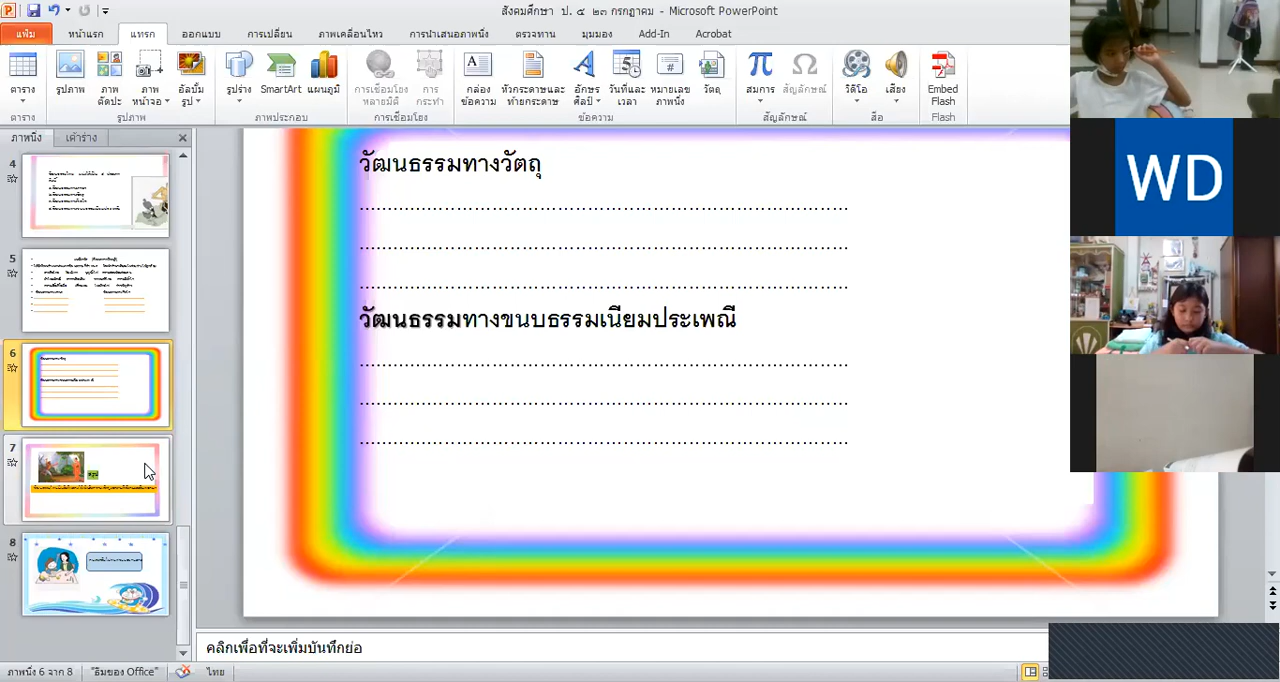 สังคมศึกษา ป. ๕ ๒๓ กรกฎาคม - Microsoft PowerPoint
แฟ้ม หน้าแรก แทรก ออกแบบ การเปลี่ยน ภาพเคลื่อนไหว การนำเสนอภาพนิ่ง ตรวจทาน มุมมอง Add-In Acrobat
ตาราง รูปภาพ ภาพตัดปะ ภาพหน้าจอ อัลบั้มรูป รูปร่าง SmartArt แผนภูมิ การเชื่อมโยงหลายมิติ การกระทำ กล่องข้อความ หัวกระดาษและท้ายกระดาษ อักษรศิลป์ วันที่และเวลา หมายเลขภาพนิ่ง วัตถุ สมการ สัญลักษณ์ วิดีโอ เสียง Embed Flash
ตาราง รูปภาพ ภาพประกอบ การเชื่อมโยง ข้อความ สัญลักษณ์ สื่อ Flash
ภาพนิ่ง เค้าร่าง
4
5
6
7
สรุป
8
วัฒนธรรมทางวัตถุ
................................................................................
................................................................................
................................................................................
วัฒนธรรมทางขนบธรรมเนียมประเพณี
................................................................................
................................................................................
................................................................................
WD
คลิกเพื่อที่จะเพิ่มบันทึกย่อ
ภาพนิ่ง 6 จาก 8 "ธีมของ Office" ไทย